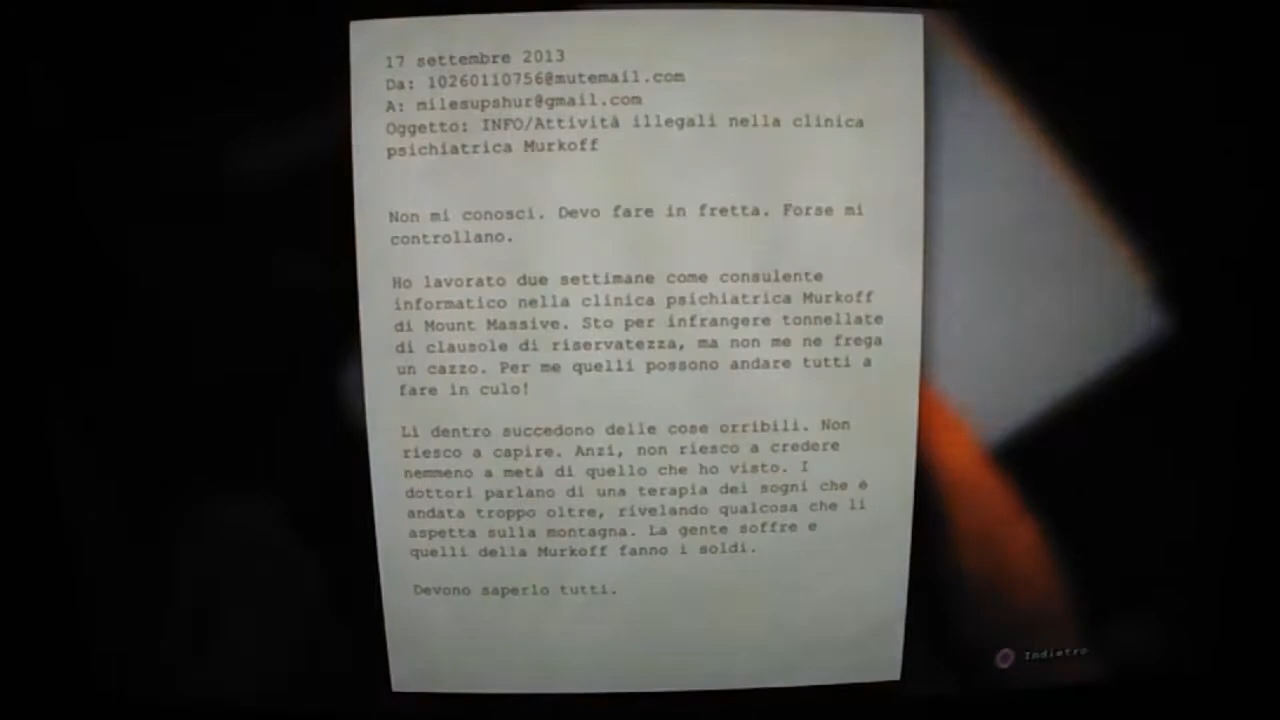 17 settembre 2013
Da: 10260110756@mutemail.com
A: milesupshur@gmail.com
Oggetto: INFO/Attività illegali nella clinica
psichiatrica Murkoff
Non mi conosci. Devo fare in fretta. Forse mi
controllano.
Ho lavorato due settimane come consulente
informatico nella clinica psichiatrica Murkoff
di Mount Massive. Sto per infrangere tonnellate
di clausole di riservatezza, ma non me ne frega
un cazzo. Per me quelli possono andare tutti a
fare in culo!
Lì dentro succedono delle cose orribili. Non
riesco a capire. Anzi, non riesco a credere
nemmeno a metà di quello che ho visto. I
dottori parlano di una terapia dei sogni che è
andata troppo oltre, rivelando qualcosa che li
aspetta sulla montagna. La gente soffre e
quelli della Murkoff fanno i soldi.
Devono saperlo tutti.
Indietro